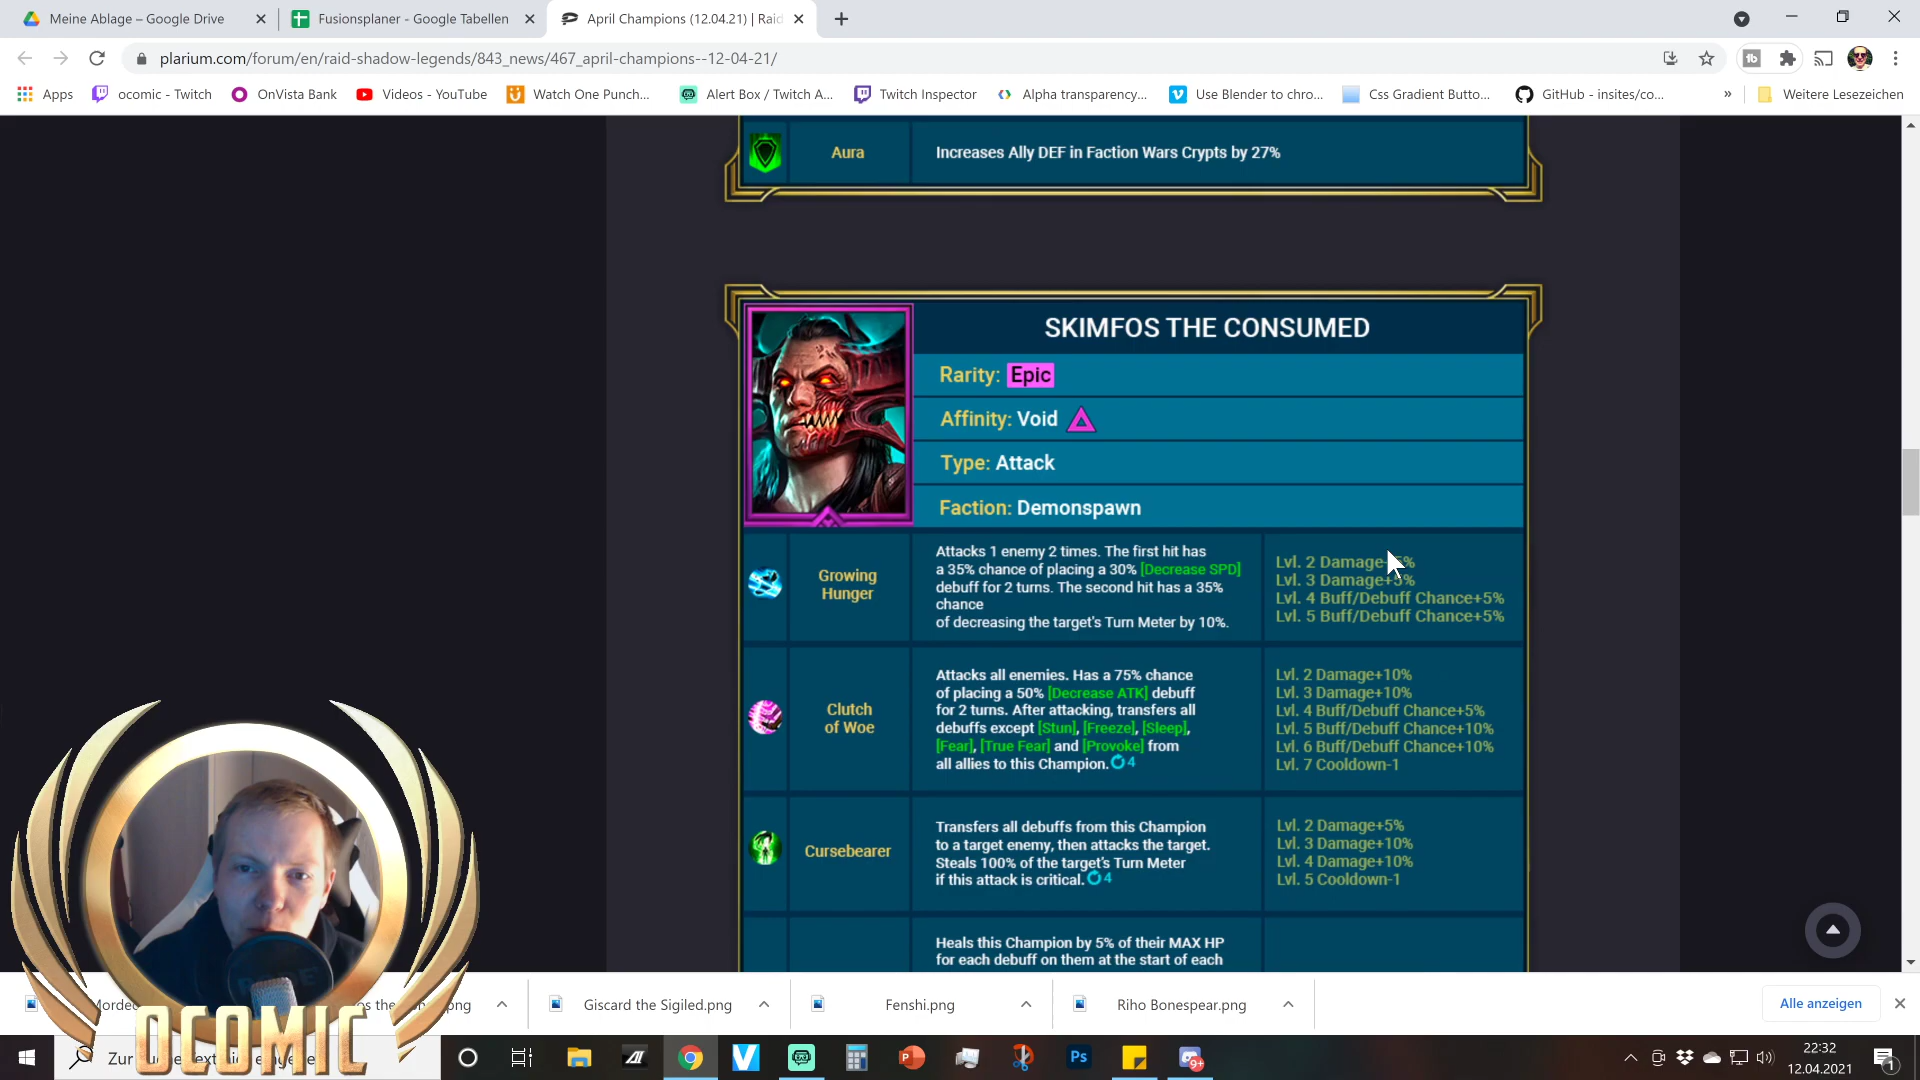 Meine Ablage – Google Drive
Fusionsplaner - Google Tabellen
April Champions (12.04.21) | Raid
plarium.com/forum/en/raid-shadow-legends/843_news/467_april-champions--12-04-21/
Apps
ocomic - Twitch
OnVista Bank
Videos - YouTube
Watch One Punch...
Alert Box / Twitch A...
Twitch Inspector
Alpha transparency...
Use Blender to chro...
Css Gradient Butto...
GitHub - insites/co...
»
Weitere Lesezeichen
Aura
Increases Ally DEF in Faction Wars Crypts by 27%
SKIMFOS THE CONSUMED
Rarity: Epic
Affinity: Void
Type: Attack
Faction: Demonspawn
Growing
Hunger
Attacks 1 enemy 2 times. The first hit has
a 35% chance of placing a 30% [Decrease SPD]
debuff for 2 turns. The second hit has a 35%
chance
of decreasing the target's Turn Meter by 10%.
Lvl. 2 Damage+5%
Lvl. 3 Damage+5%
Lvl. 4 Buff/Debuff Chance+5%
Lvl. 5 Buff/Debuff Chance+5%
Clutch
of Woe
Attacks all enemies. Has a 75% chance
of placing a 50% [Decrease ATK] debuff
for 2 turns. After attacking, transfers all
debuffs except [Stun], [Freeze], [Sleep],
[Fear], [True Fear] and [Provoke] from
all allies to this Champion. 4
Lvl. 2 Damage+10%
Lvl. 3 Damage+10%
Lvl. 4 Buff/Debuff Chance+5%
Lvl. 5 Buff/Debuff Chance+10%
Lvl. 6 Buff/Debuff Chance+10%
Lvl. 7 Cooldown-1
Cursebearer
Transfers all debuffs from this Champion
to a target enemy, then attacks the target.
Steals 100% of the target's Turn Meter
if this attack is critical. 4
Lvl. 2 Damage+5%
Lvl. 3 Damage+10%
Lvl. 4 Damage+10%
Lvl. 5 Cooldown-1
Heals this Champion by 5% of their MAX HP
for each debuff on them at the start of each
Giscard the Sigiled.png
Fenshi.png
Riho Bonespear.png
Alle anzeigen
OCOMIC
Zur
22:32
12.04.2021
1